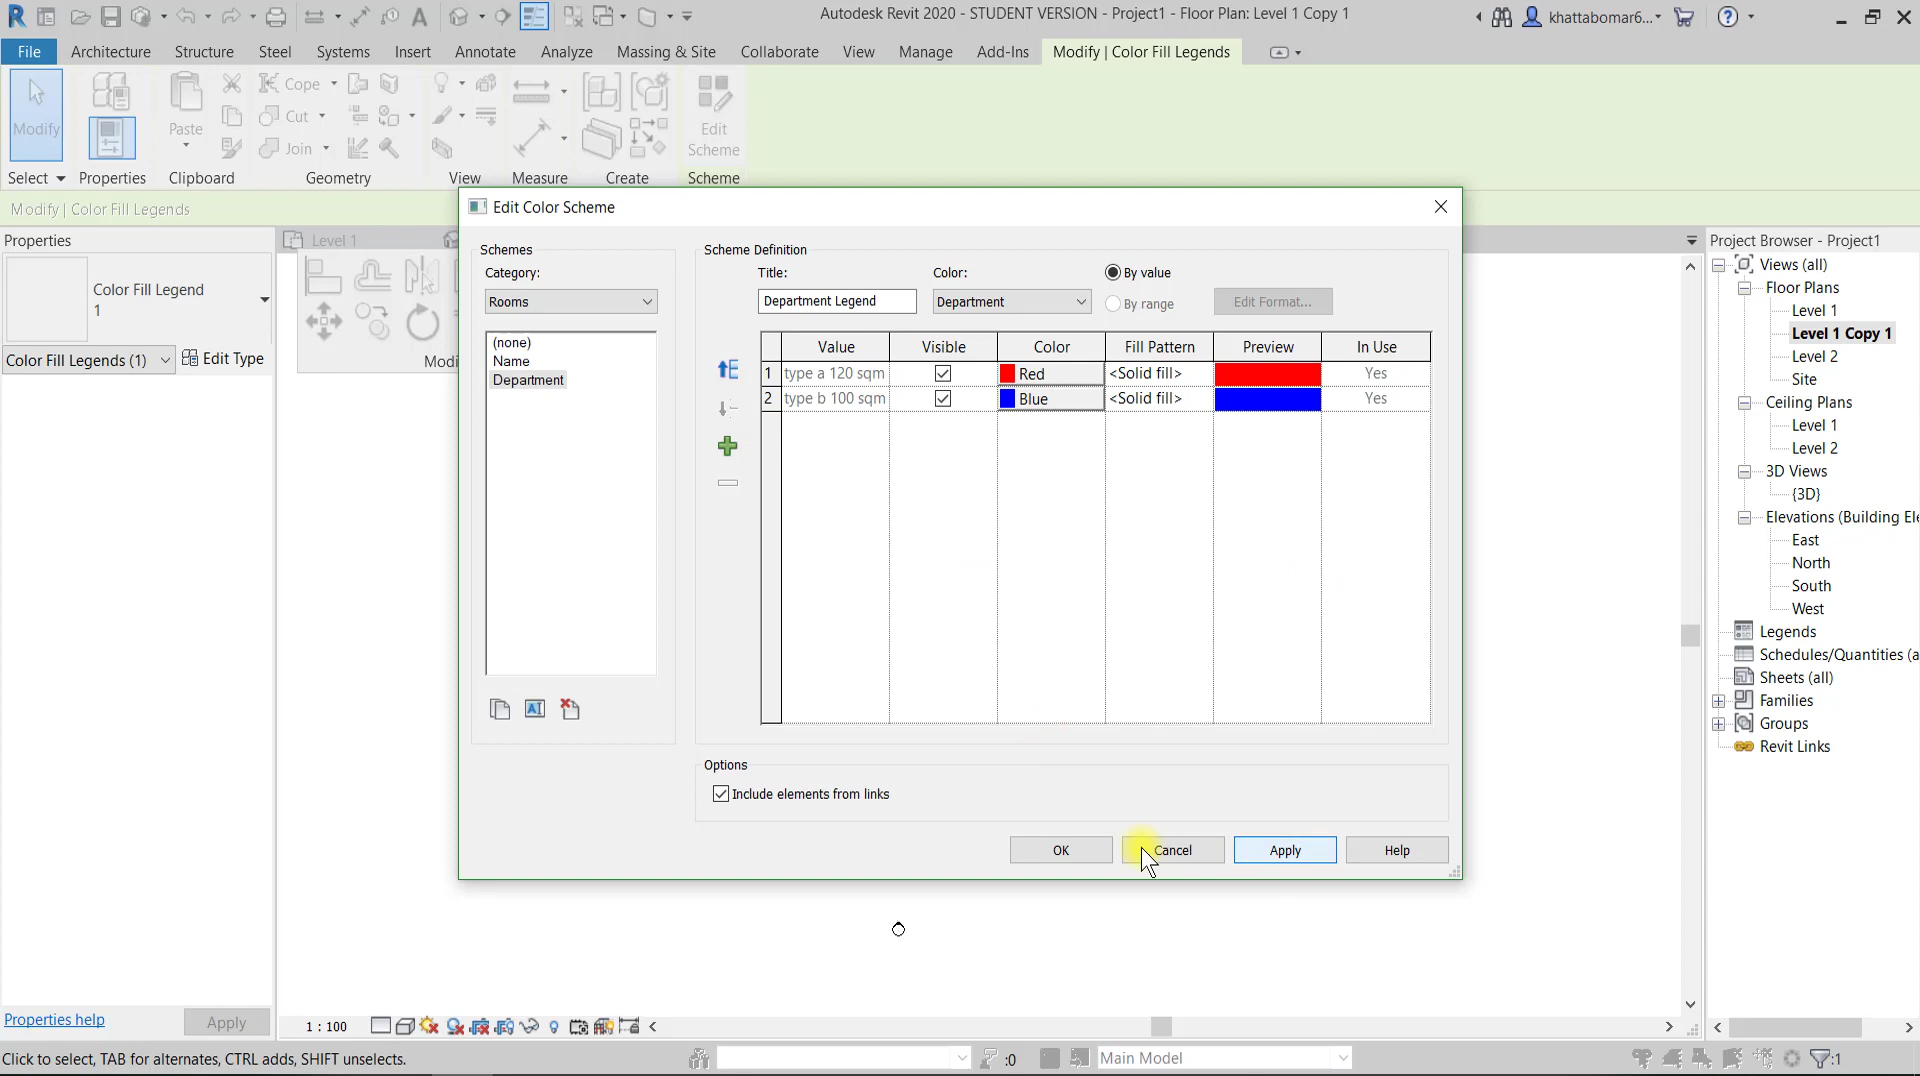 Autodesk Revit 2020 - STUDENT VERSION - Project1 - Floor Plan: Level 1 Copy 1
khattabomar6...
File Architecture Structure Steel Systems Insert Annotate Analyze Massing & Site Collaborate View Manage Add-Ins Modify | Color Fill Legends
Modify
Paste
Cope
Cut
Join
Edit
Scheme
Select Properties Clipboard Geometry View Measure Create Scheme
Modify | Color Fill Legends
Properties
Color Fill Legend
1
Color Fill Legends (1) Edit Type
Properties help Apply
Level 1
Modi
Edit Color Scheme
Schemes
Category:
Rooms
(none)
Name
Department
Scheme Definition
Title: Color: By value
Department Legend Department By range Edit Format...
Value Visible Color Fill Pattern Preview In Use
1 type a 120 sqm Red <Solid fill> Yes
2 type b 100 sqm Blue <Solid fill> Yes
Options
Include elements from links
OK Cancel Apply Help
Project Browser - Project1
Views (all)
Floor Plans
Level 1
Level 1 Copy 1
Level 2
Site
Ceiling Plans
Level 1
Level 2
3D Views
{3D}
Elevations (Building El
East
North
South
West
Legends
Schedules/Quantities (a
Sheets (all)
Families
Groups
Revit Links
1 : 100
Click to select, TAB for alternates, CTRL adds, SHIFT unselects. :0 Main Model :1